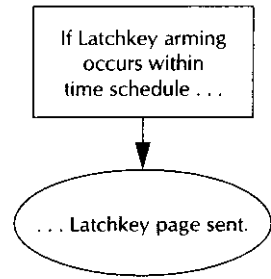 If Latchkey arming
occurs within
time schedule . . .
. . . Latchkey page sent.